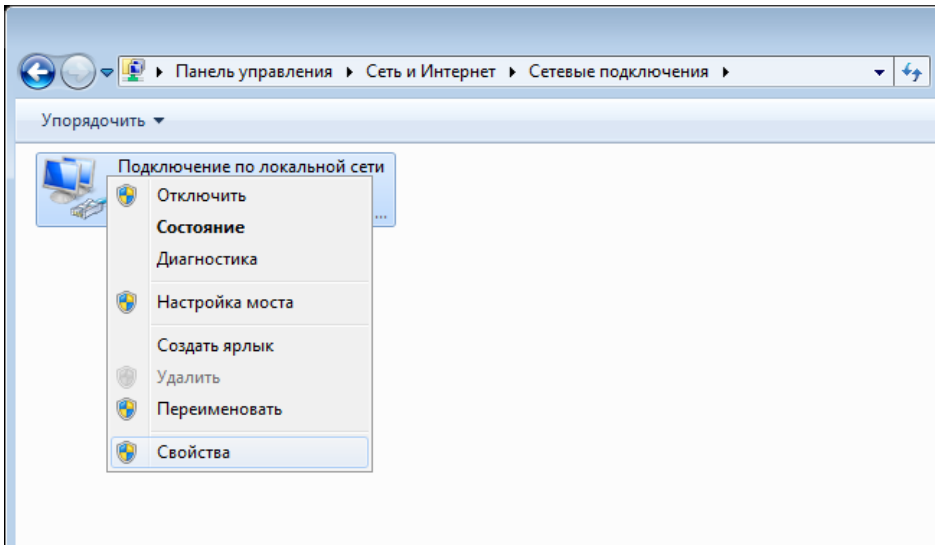 Панель управления Сеть и Интернет Сетевые подключения
Упорядочить
Подключение по локальной сети
...
Отключить
Состояние
Диагностика
Настройка моста
Создать ярлык
Удалить
Переименовать
Свойства